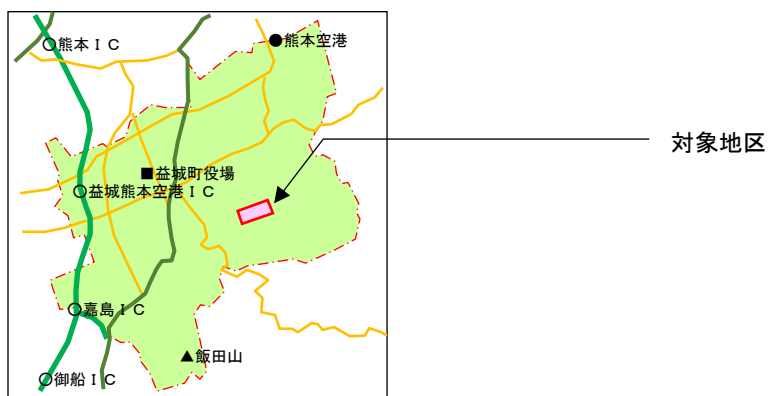 ○熊本ＩＣ
●熊本空港
対象地区
■益城町役場
○益城熊本空港ＩＣ
○嘉島ＩＣ
▲飯田山
○御船ＩＣ